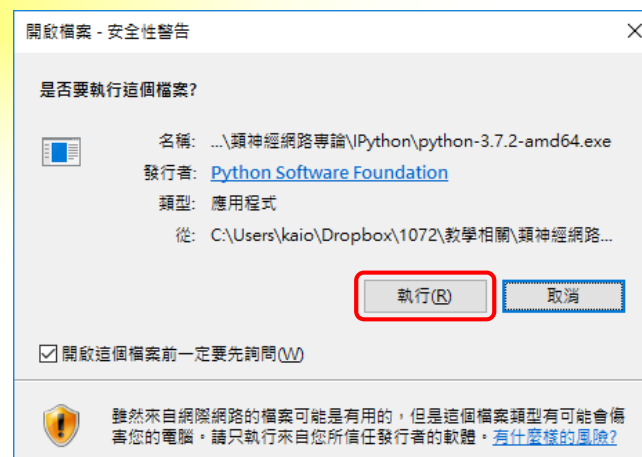 開啟檔案 - 安全性警告
是否要執行這個檔案?
名稱: ...\類神經網路專論\IPython\python-3.7.2-amd64.exe
發行者: Python Software Foundation
類型: 應用程式
從: C:\Users\kaio\Dropbox\1072\教學相關\類神經網路...
執行(R) 取消
開啟這個檔案前一定要先詢問(W)
雖然來自網際網路的檔案可能是有用的，但是這個檔案類型有可能會傷
害您的電腦。請只執行來自您所信任發行者的軟體。有什麼樣的風險?